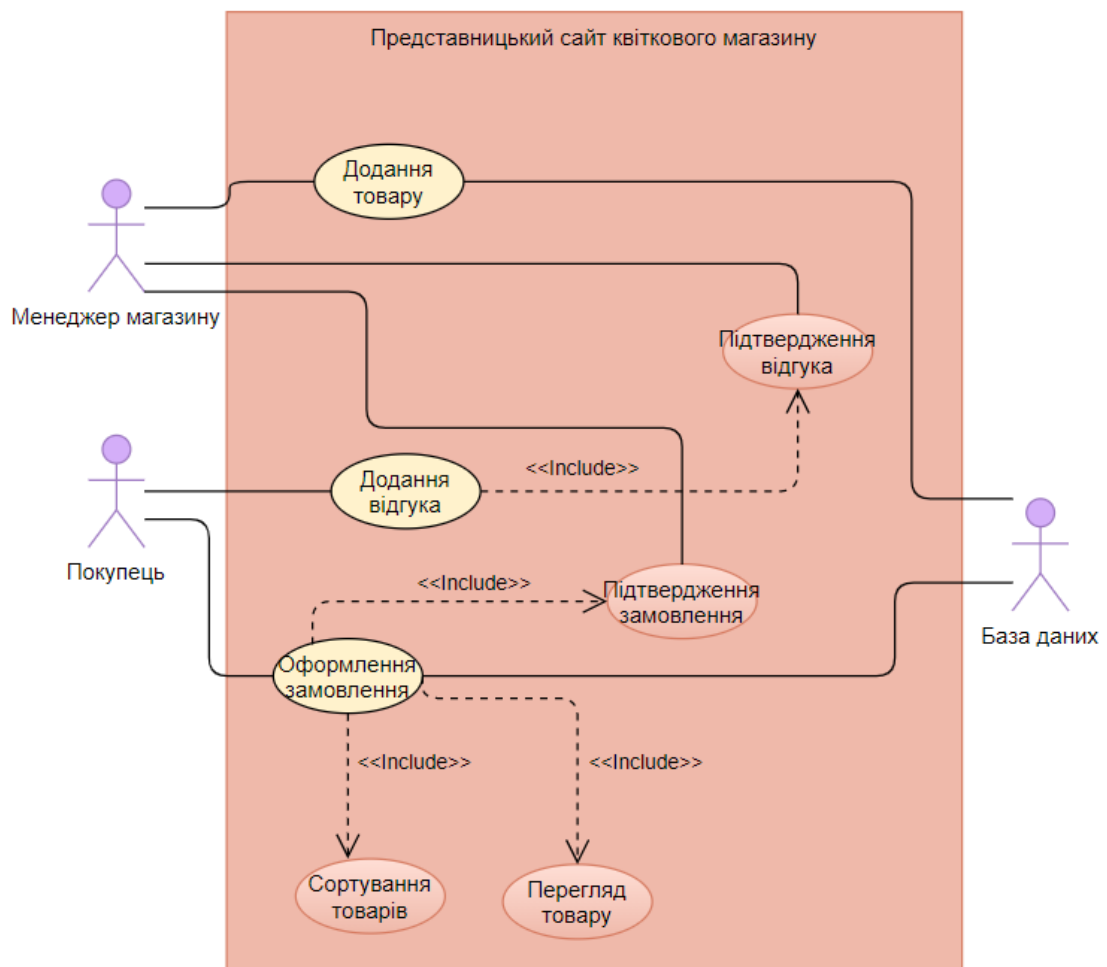 Представницький сайт квіткового магазину
Додання
товару
Менеджер магазину
Підтвердження
відгука
Додання
відгука
<<Include>>
Покупець
<<Include>>
Підтвердження
замовлення
База даних
Оформлення
замовлення
<<Include>>
<<Include>>
Сортування
товарів
Перегляд
товару